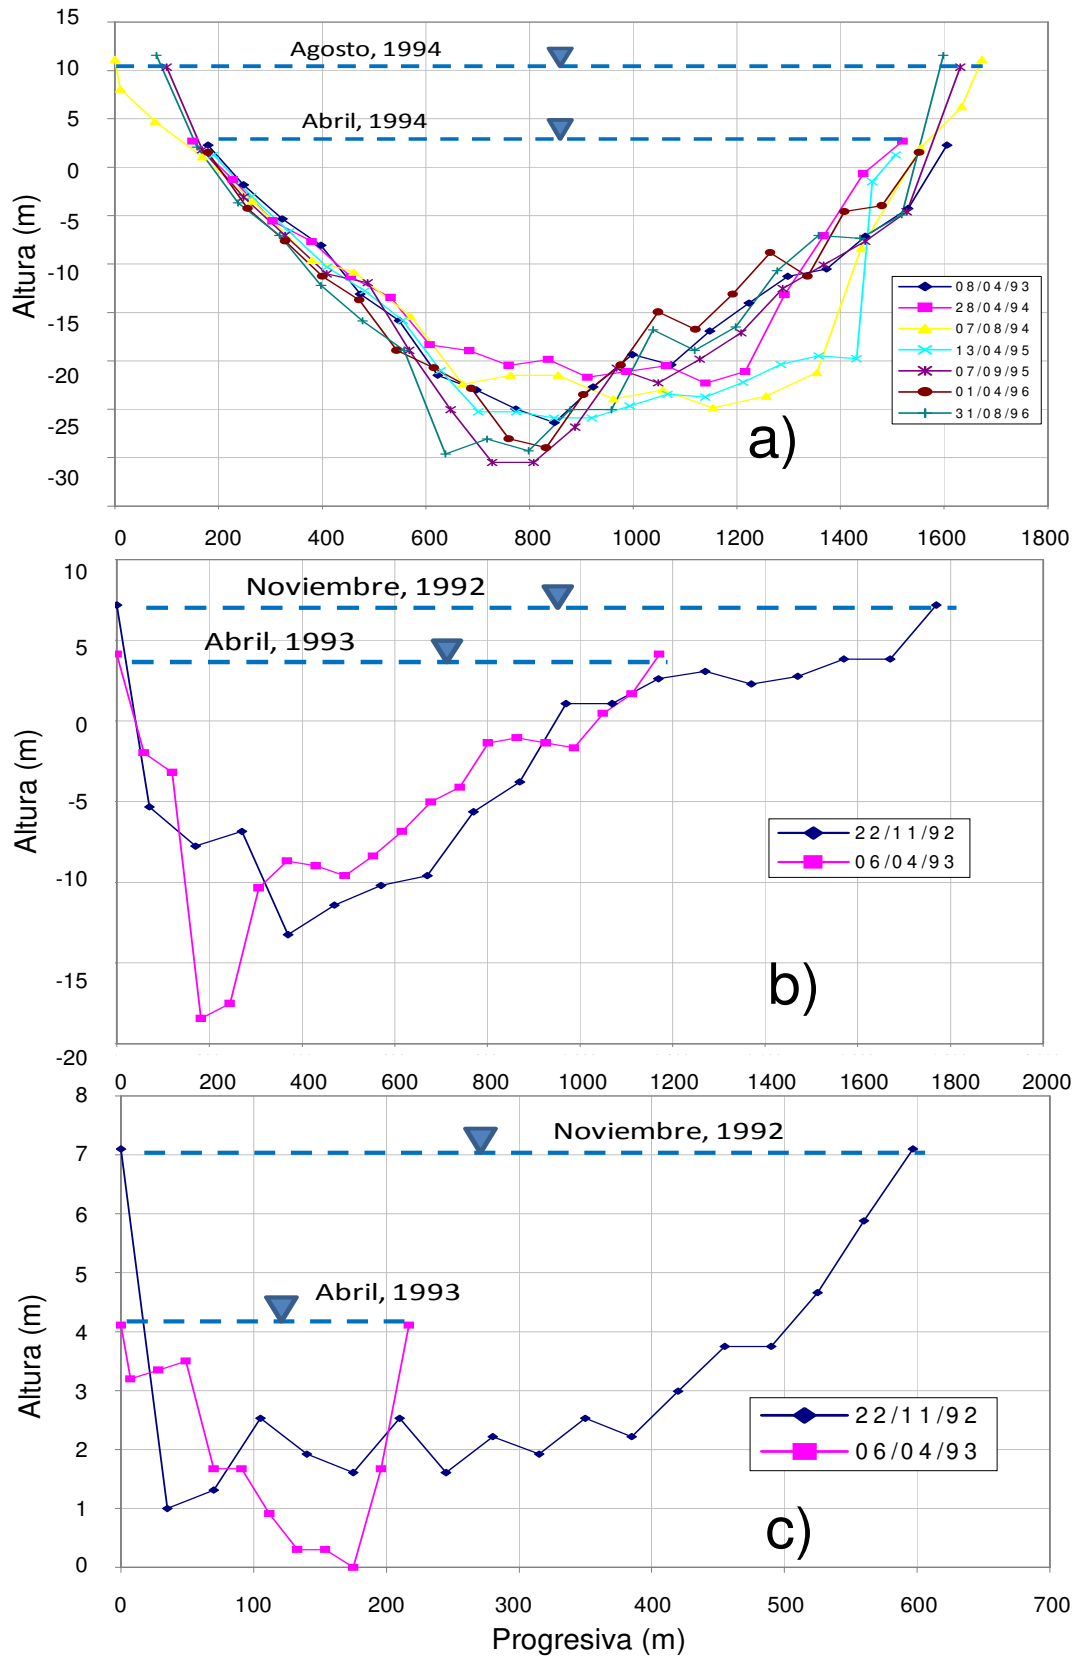 15
10
5
0
-5
-10
-15
-20
-25
-30
Altura (m)
Agosto, 1994
Abril, 1994
08/04/93
28/04/94
07/08/94
13/04/95
07/09/95
01/04/96
31/08/96
a)
0 200 400 600 800 1000 1200 1400 1600 1800
10
5
0
-5
-10
-15
-20
Altura (m)
Noviembre, 1992
Abril, 1993
22/11/92
06/04/93
b)
0 200 400 600 800 1000 1200 1400 1600 1800 2000
8
7
6
5
4
3
2
1
0
Altura (m)
Noviembre, 1992
Abril, 1993
22/11/92
06/04/93
c)
0 100 200 300 400 500 600 700
Progresiva (m)